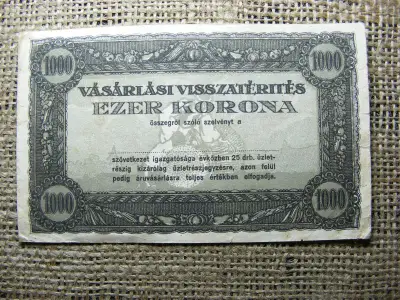 1000 1000
VÁSÁRLÁSI VISSZATÉRITÉS
EZER KORONA
összegről szóló szelvényt a
szövetkezet igazgatósága évközben 25 drb. üzlet-
részig kizárólag üzletrészjegyzésre, azon felül
pedig áruvásárlásra teljes értékben elfogadja.
1000 1000